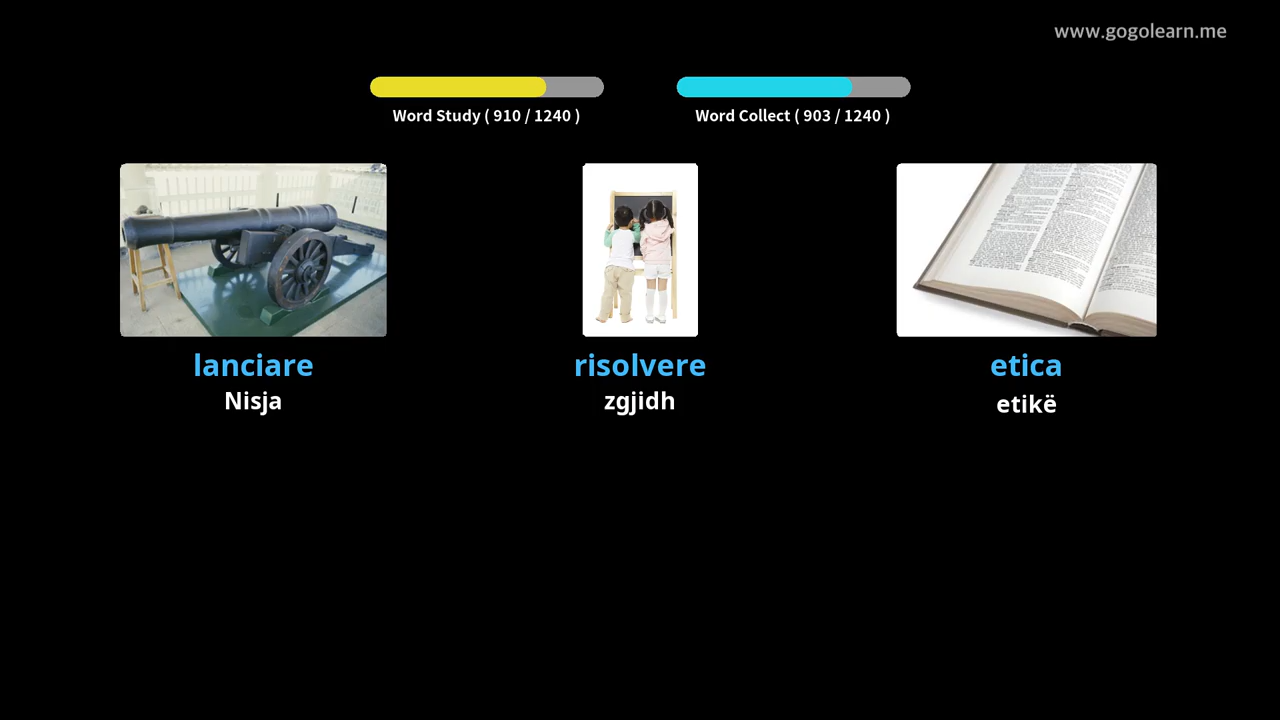 www.gogolearn.me
Word Study ( 910 / 1240 )
Word Collect ( 903 / 1240 )
lanciare
Nisja
risolvere
zgjidh
etica
etikë